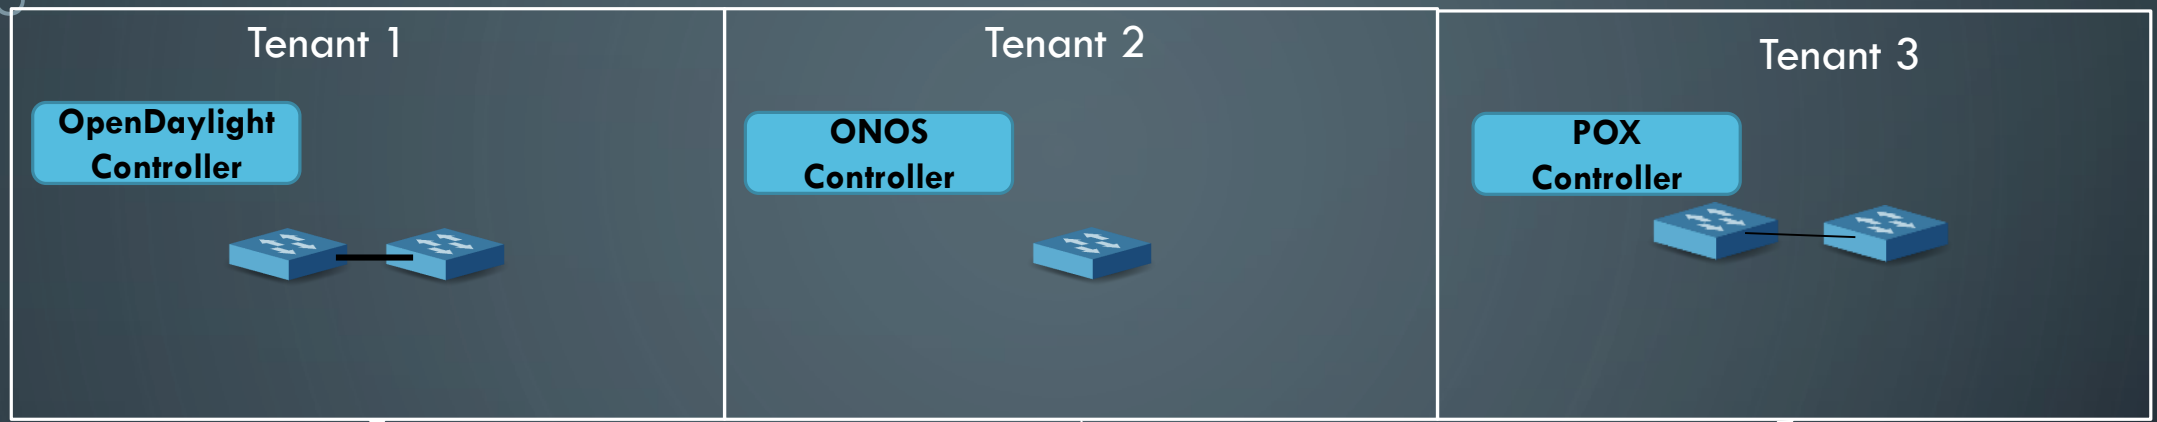 Tenant 1
OpenDaylight
Controller
Tenant 2
ONOS
Controller
Tenant 3
POX
Controller